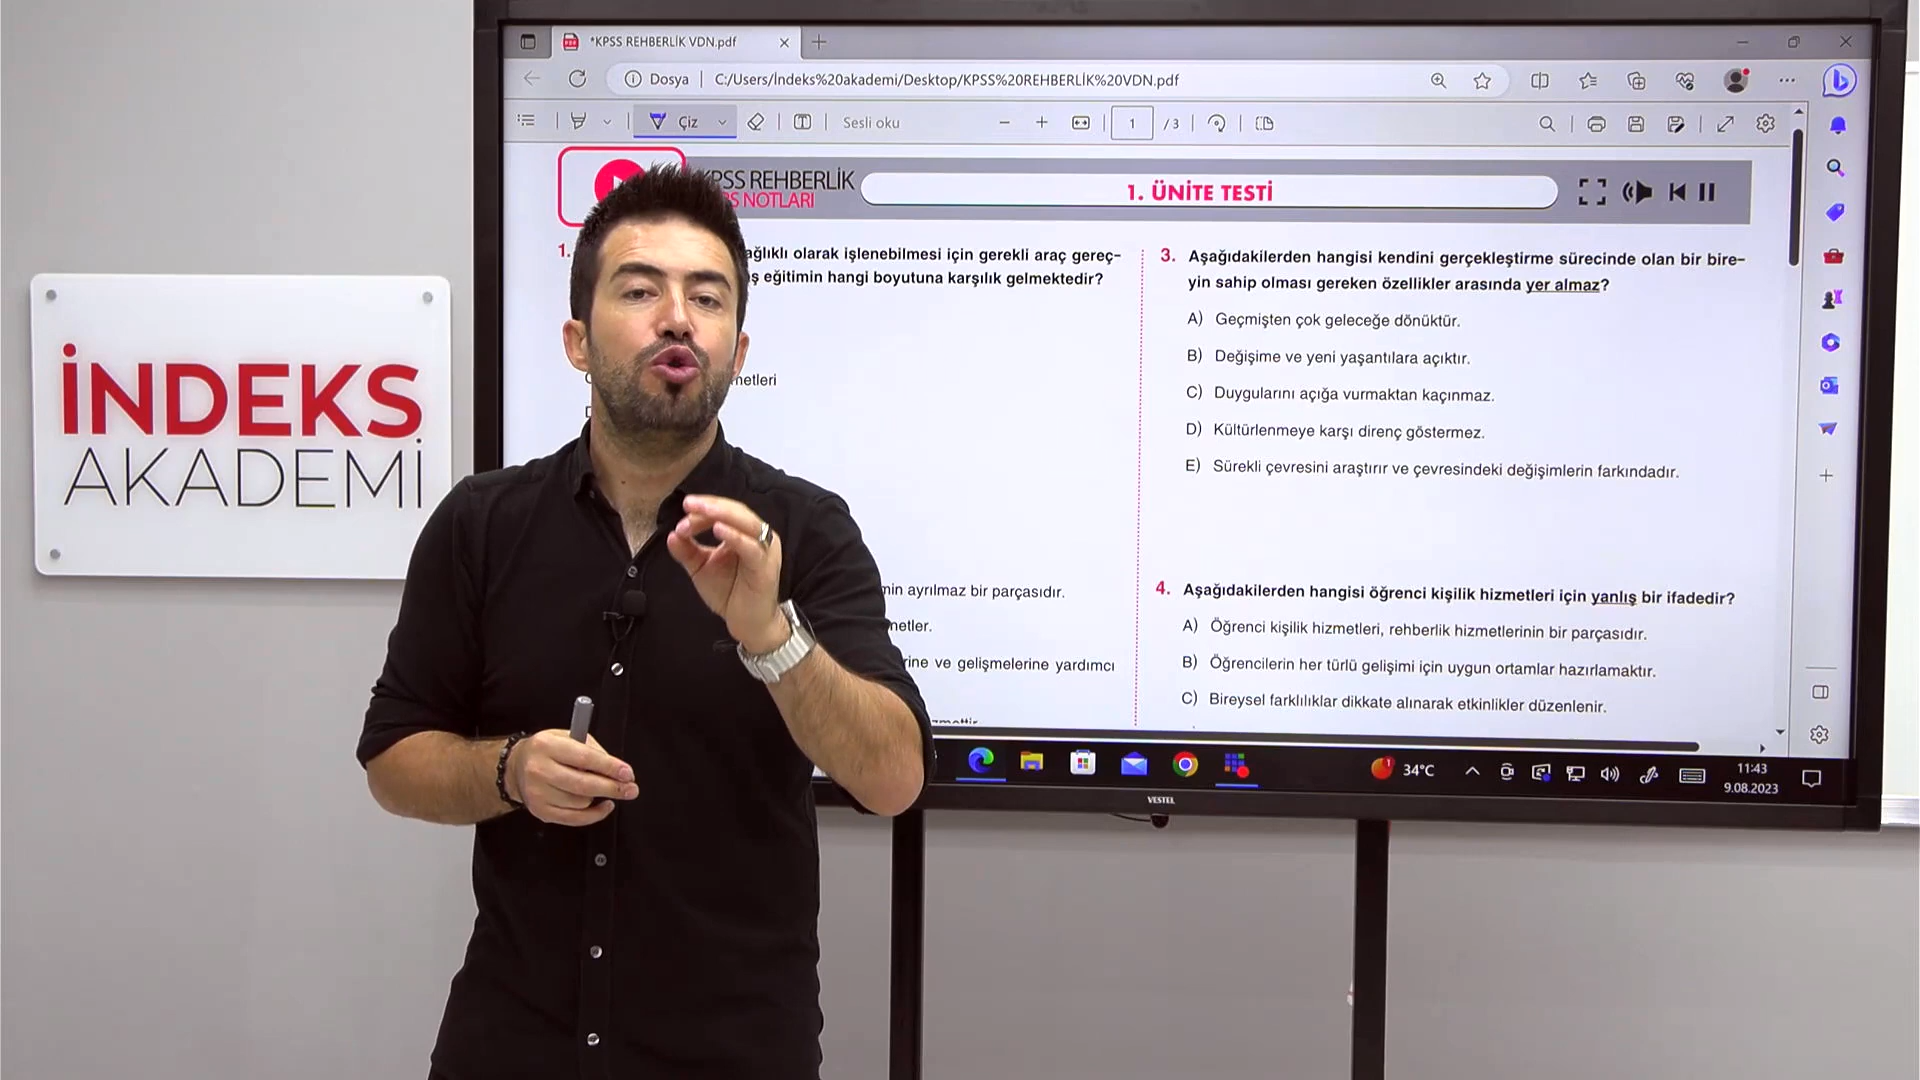 *KPSS REHBERLİK VDN.pdf
Dosya | C:/Users/İndeks%20akademi/Desktop/KPSS%20REHBERLİK%20VDN.pdf
Çiz
Sesli oku
1 /3
KPSS REHBERLİK
NOTLARI
1. ÜNİTE TESTİ
1.
olarak işlenebilmesi için gerekli araç gereç-
eğitimin hangi boyutuna karşılık gelmektedir?
ayrılmaz bir parçasıdır.
ve gelişmelerine yardımcı
3. Aşağıdakilerden hangisi kendini gerçekleştirme sürecinde olan bir bire-
yin sahip olması gereken özellikler arasında yer almaz?
A) Geçmişten çok geleceğe dönüktür.
B) Değişime ve yeni yaşantılara açıktır.
C) Duygularını açığa vurmaktan kaçınmaz.
D) Kültürlenmeye karşı direnç göstermez.
E) Sürekli çevresini araştırır ve çevresindeki değişimlerin farkındadır.
4. Aşağıdakilerden hangisi öğrenci kişilik hizmetleri için yanlış bir ifadedir?
A) Öğrenci kişilik hizmetleri, rehberlik hizmetlerinin bir parçasıdır.
B) Öğrencilerin her türlü gelişimi için uygun ortamlar hazırlamaktır.
C) Bireysel farklılıklar dikkate alınarak etkinlikler düzenlenir.
34°C
11:43
9.08.2023
VESTEL
İNDEKS
AKADEMİ